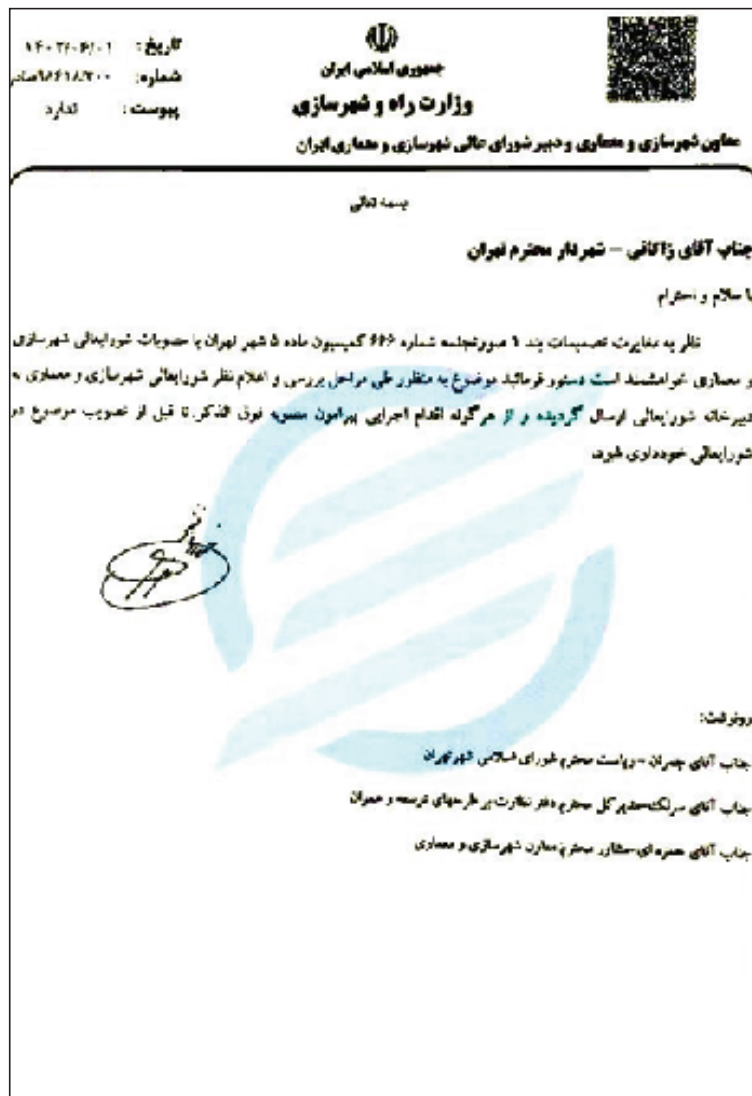 تاریخ : ۱۴۰۲/۰۶/۰۱
شماره: ۹۸۶۱۸/۳۰۰
پیوست : ندارد
جمهوری اسلامی ایران
وزارت راه و شهرسازی
معاون شهرسازی و معماری و دبیر شورای عالی شهرسازی و معماری ایران
بسمه تعالی
جناب آقای زاکانی – شهردار محترم تهران
با سلام و احترام
نظر به مغایرت تصمیمات بند ۱ صورتجلسه شماره ۶۴۶ کمیسیون ماده ۵ شهر تهران با مصوبات شورایعالی شهرسازی
و معماری خواهشمند است دستور فرمائید موضوع به منظور طی مراحل بررسی و اعلام نظر شورایعالی شهرسازی و معماری به
دبیرخانه شورایعالی ارسال گردیده و از هرگونه اقدام اجرایی پیرامون مصوبه فوق الذکر تا قبل از تصویب موضوع در
شورایعالی خودداری شود.
رونوشت:
جناب آقای چمران – ریاست محترم شورای اسلامی شهر تهران
جناب آقای سرلک-مدیرکل محترم دفتر نظارت بر طرحهای توسعه و عمران
جناب آقای حمزه ای-مشاور محترم معاون شهرسازی و معماری